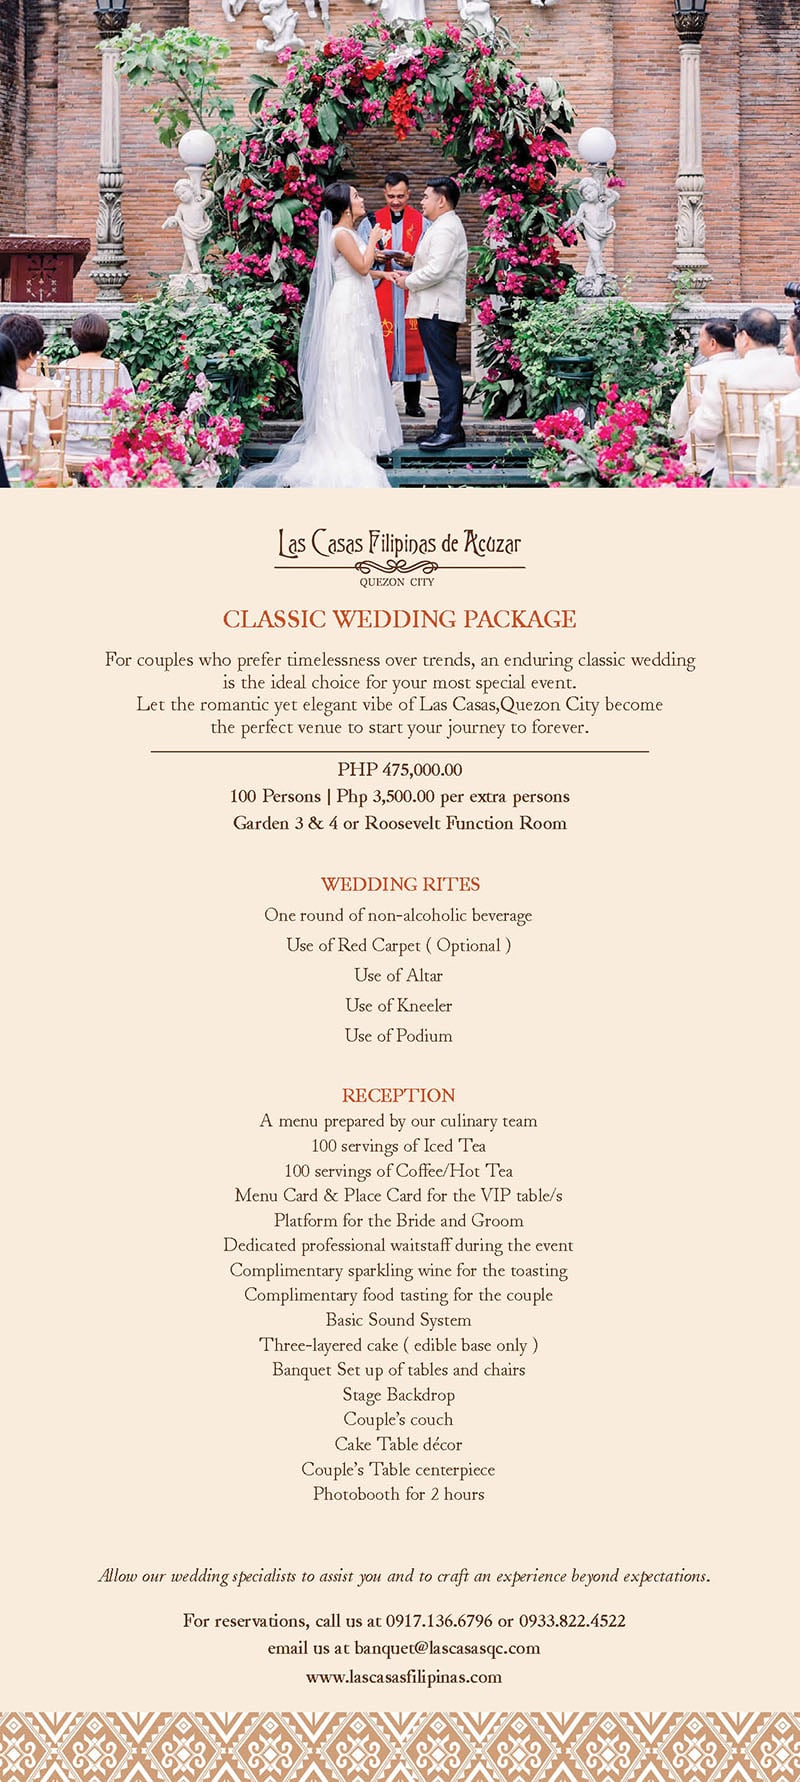 Las Casas Filipinas de Acuzar
QUEZON CITY
CLASSIC WEDDING PACKAGE
For couples who prefer timelessness over trends, an enduring classic wedding
is the ideal choice for your most special event.
Let the romantic yet elegant vibe of Las Casas,Quezon City become
the perfect venue to start your journey to forever.
PHP 475,000.00
100 Persons | Php 3,500.00 per extra persons
Garden 3 & 4 or Roosevelt Function Room
WEDDING RITES
One round of non-alcoholic beverage
Use of Red Carpet ( Optional )
Use of Altar
Use of Kneeler
Use of Podium
RECEPTION
A menu prepared by our culinary team
100 servings of Iced Tea
100 servings of Coffee/Hot Tea
Menu Card & Place Card for the VIP table/s
Platform for the Bride and Groom
Dedicated professional waitstaff during the event
Complimentary sparkling wine for the toasting
Complimentary food tasting for the couple
Basic Sound System
Three-layered cake ( edible base only )
Banquet Set up of tables and chairs
Stage Backdrop
Couple's couch
Cake Table décor
Couple's Table centerpiece
Photobooth for 2 hours
Allow our wedding specialists to assist you and to craft an experience beyond expectations.
For reservations, call us at 0917.136.6796 or 0933.822.4522
email us at banquet@lascasasqc.com
www.lascasasfilipinas.com